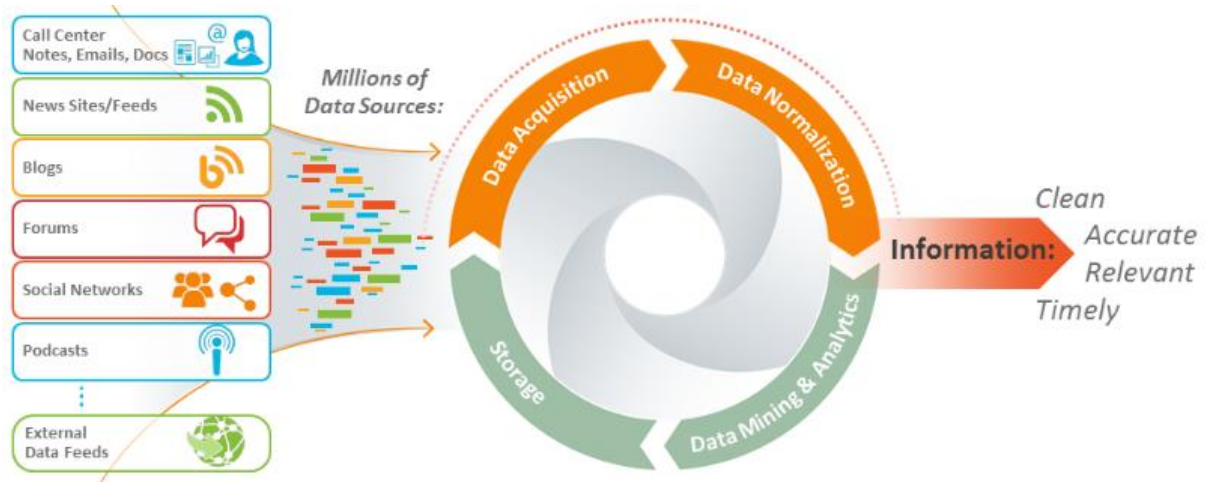 Call Center
Notes, Emails, Docs
@
News Sites/Feeds
Blogs
Forums
Social Networks
Podcasts
External
Data Feeds
Millions of
Data Sources:
Data Acquisition
Data Normalization
Storage
Data Mining & Analytics
Information:
Clean
Accurate
Relevant
Timely